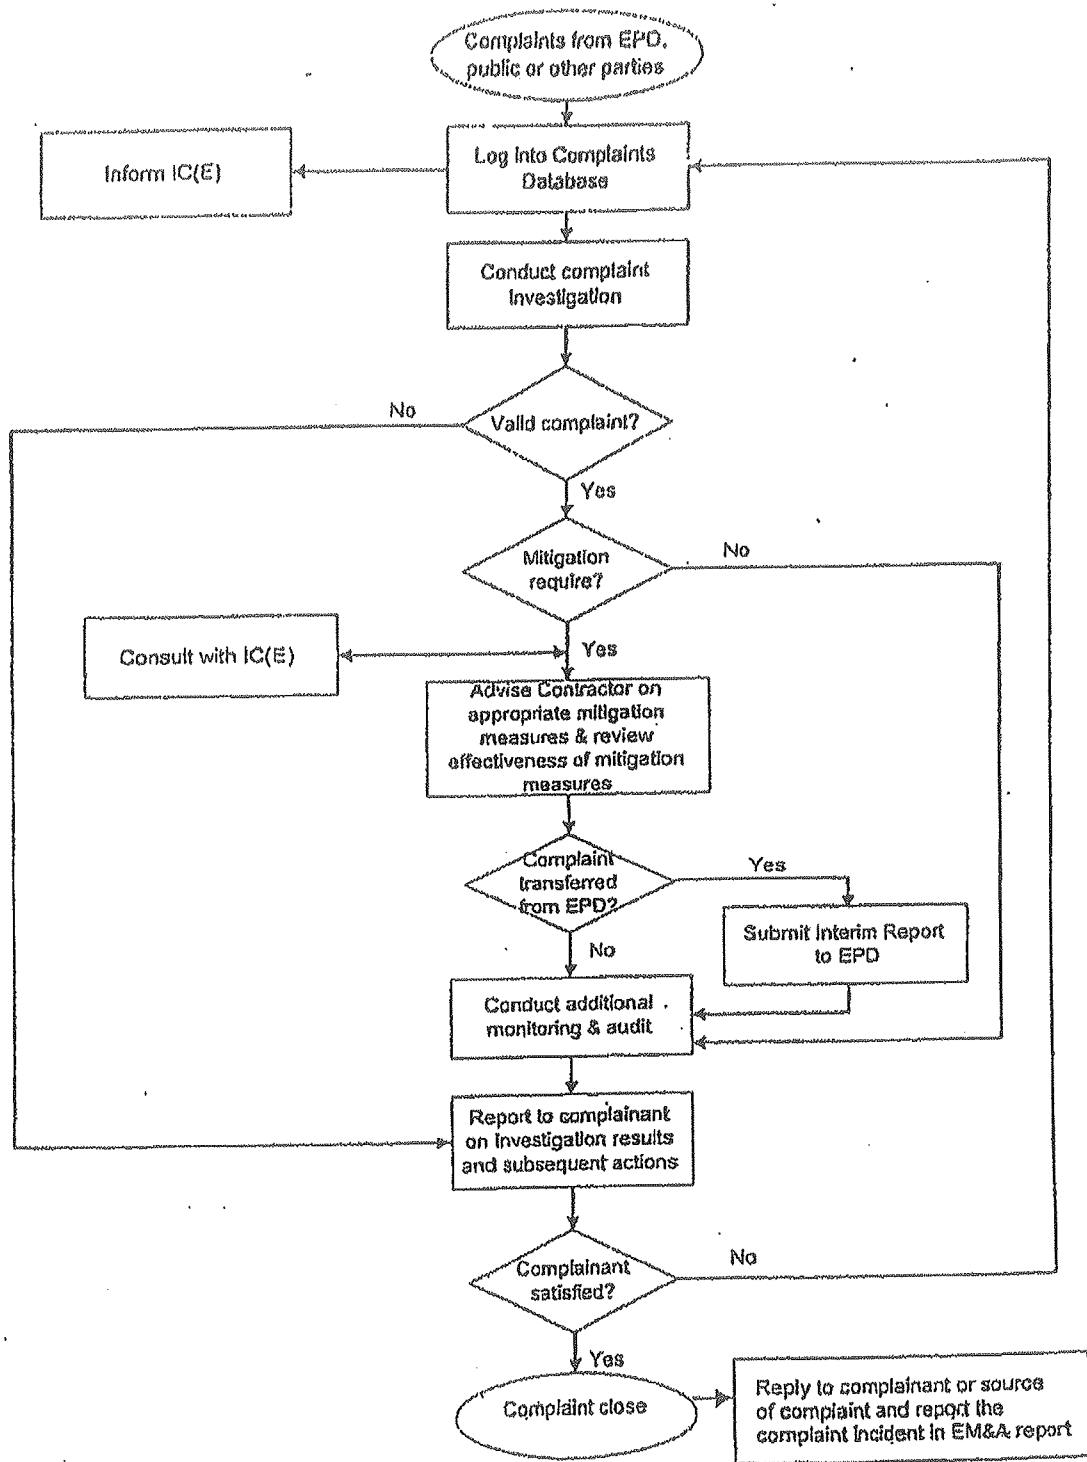 Complaints from EPD,
public or other parties
Inform IC(E)
Log into Complaints
Database
Conduct complaint
Investigation
Valid complaint?
No
Yes
Mitigation
require?
No
Yes
Consult with IC(E)
Advise Contractor on
appropriate mitigation
measures & review
effectiveness of mitigation
measures
Complaint
transferred
from EPD?
Yes
No
Submit Interim Report
to EPD
Conduct additional
monitoring & audit
Report to complainant
on Investigation results
and subsequent actions
Complainant
satisfied?
No
Yes
Complaint close
Reply to complainant or source
of complaint and report the
complaint incident in EM&A report